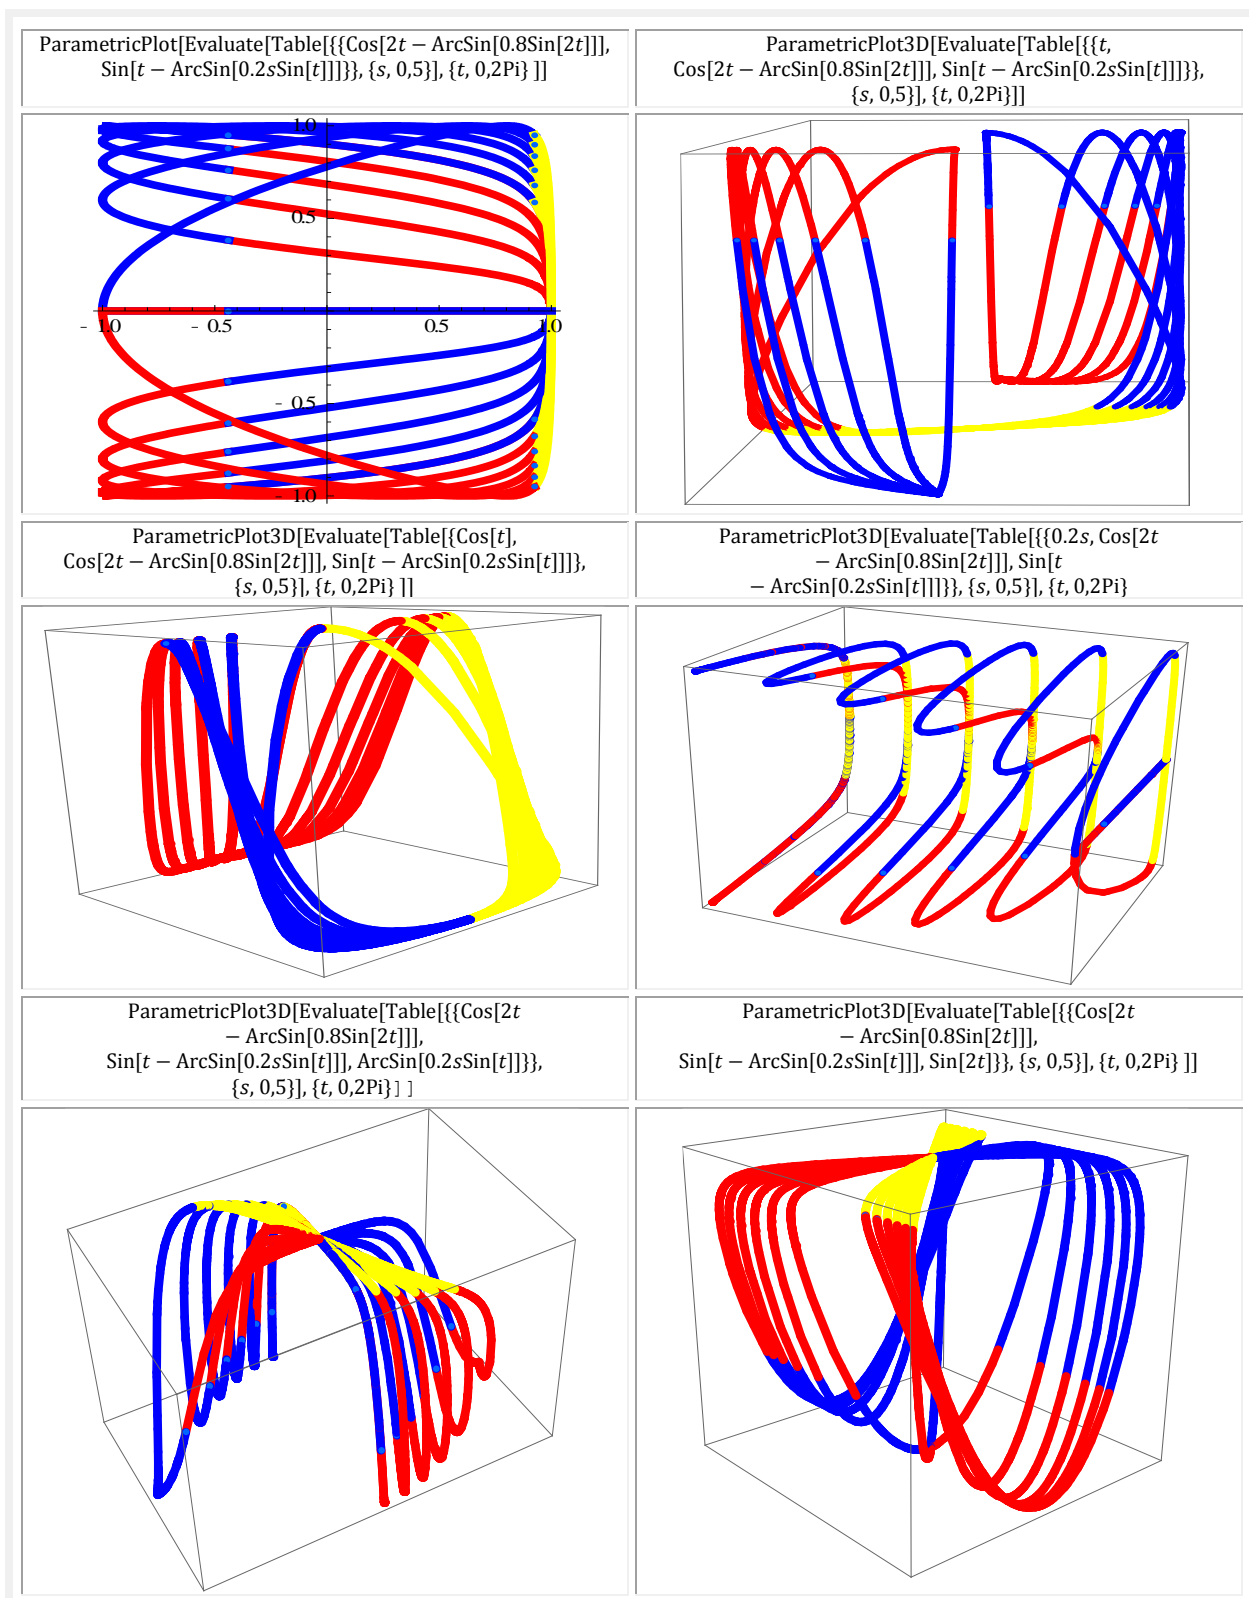 ParametricPlot[Evaluate[Table[{{Cos[2t − ArcSin[0.8Sin[2t]]],
Sin[t − ArcSin[0.2sSin[t]]]}}, {s, 0,5}], {t, 0,2Pi} ]]
ParametricPlot3D[Evaluate[Table[{{t,
Cos[2t − ArcSin[0.8Sin[2t]]], Sin[t − ArcSin[0.2sSin[t]]]}},
{s, 0,5}], {t, 0,2Pi}]]
1.0
0.5
- 1.0
- 0.5
0.5
1.0
- 0.5
- 1.0
ParametricPlot3D[Evaluate[Table[{Cos[t],
Cos[2t − ArcSin[0.8Sin[2t]]], Sin[t − ArcSin[0.2sSin[t]]]},
{s, 0,5}], {t, 0,2Pi} ]]
ParametricPlot3D[Evaluate[Table[{{0.2s, Cos[2t
− ArcSin[0.8Sin[2t]]], Sin[t
− ArcSin[0.2sSin[t]]]}}, {s, 0,5}], {t, 0,2Pi}
ParametricPlot3D[Evaluate[Table[{{Cos[2t
− ArcSin[0.8Sin[2t]]],
Sin[t − ArcSin[0.2sSin[t]]], ArcSin[0.2sSin[t]]}},
{s, 0,5}], {t, 0,2Pi}] ]
ParametricPlot3D[Evaluate[Table[{{Cos[2t
− ArcSin[0.8Sin[2t]]],
Sin[t − ArcSin[0.2sSin[t]]], Sin[2t]}}, {s, 0,5}], {t, 0,2Pi} ]]